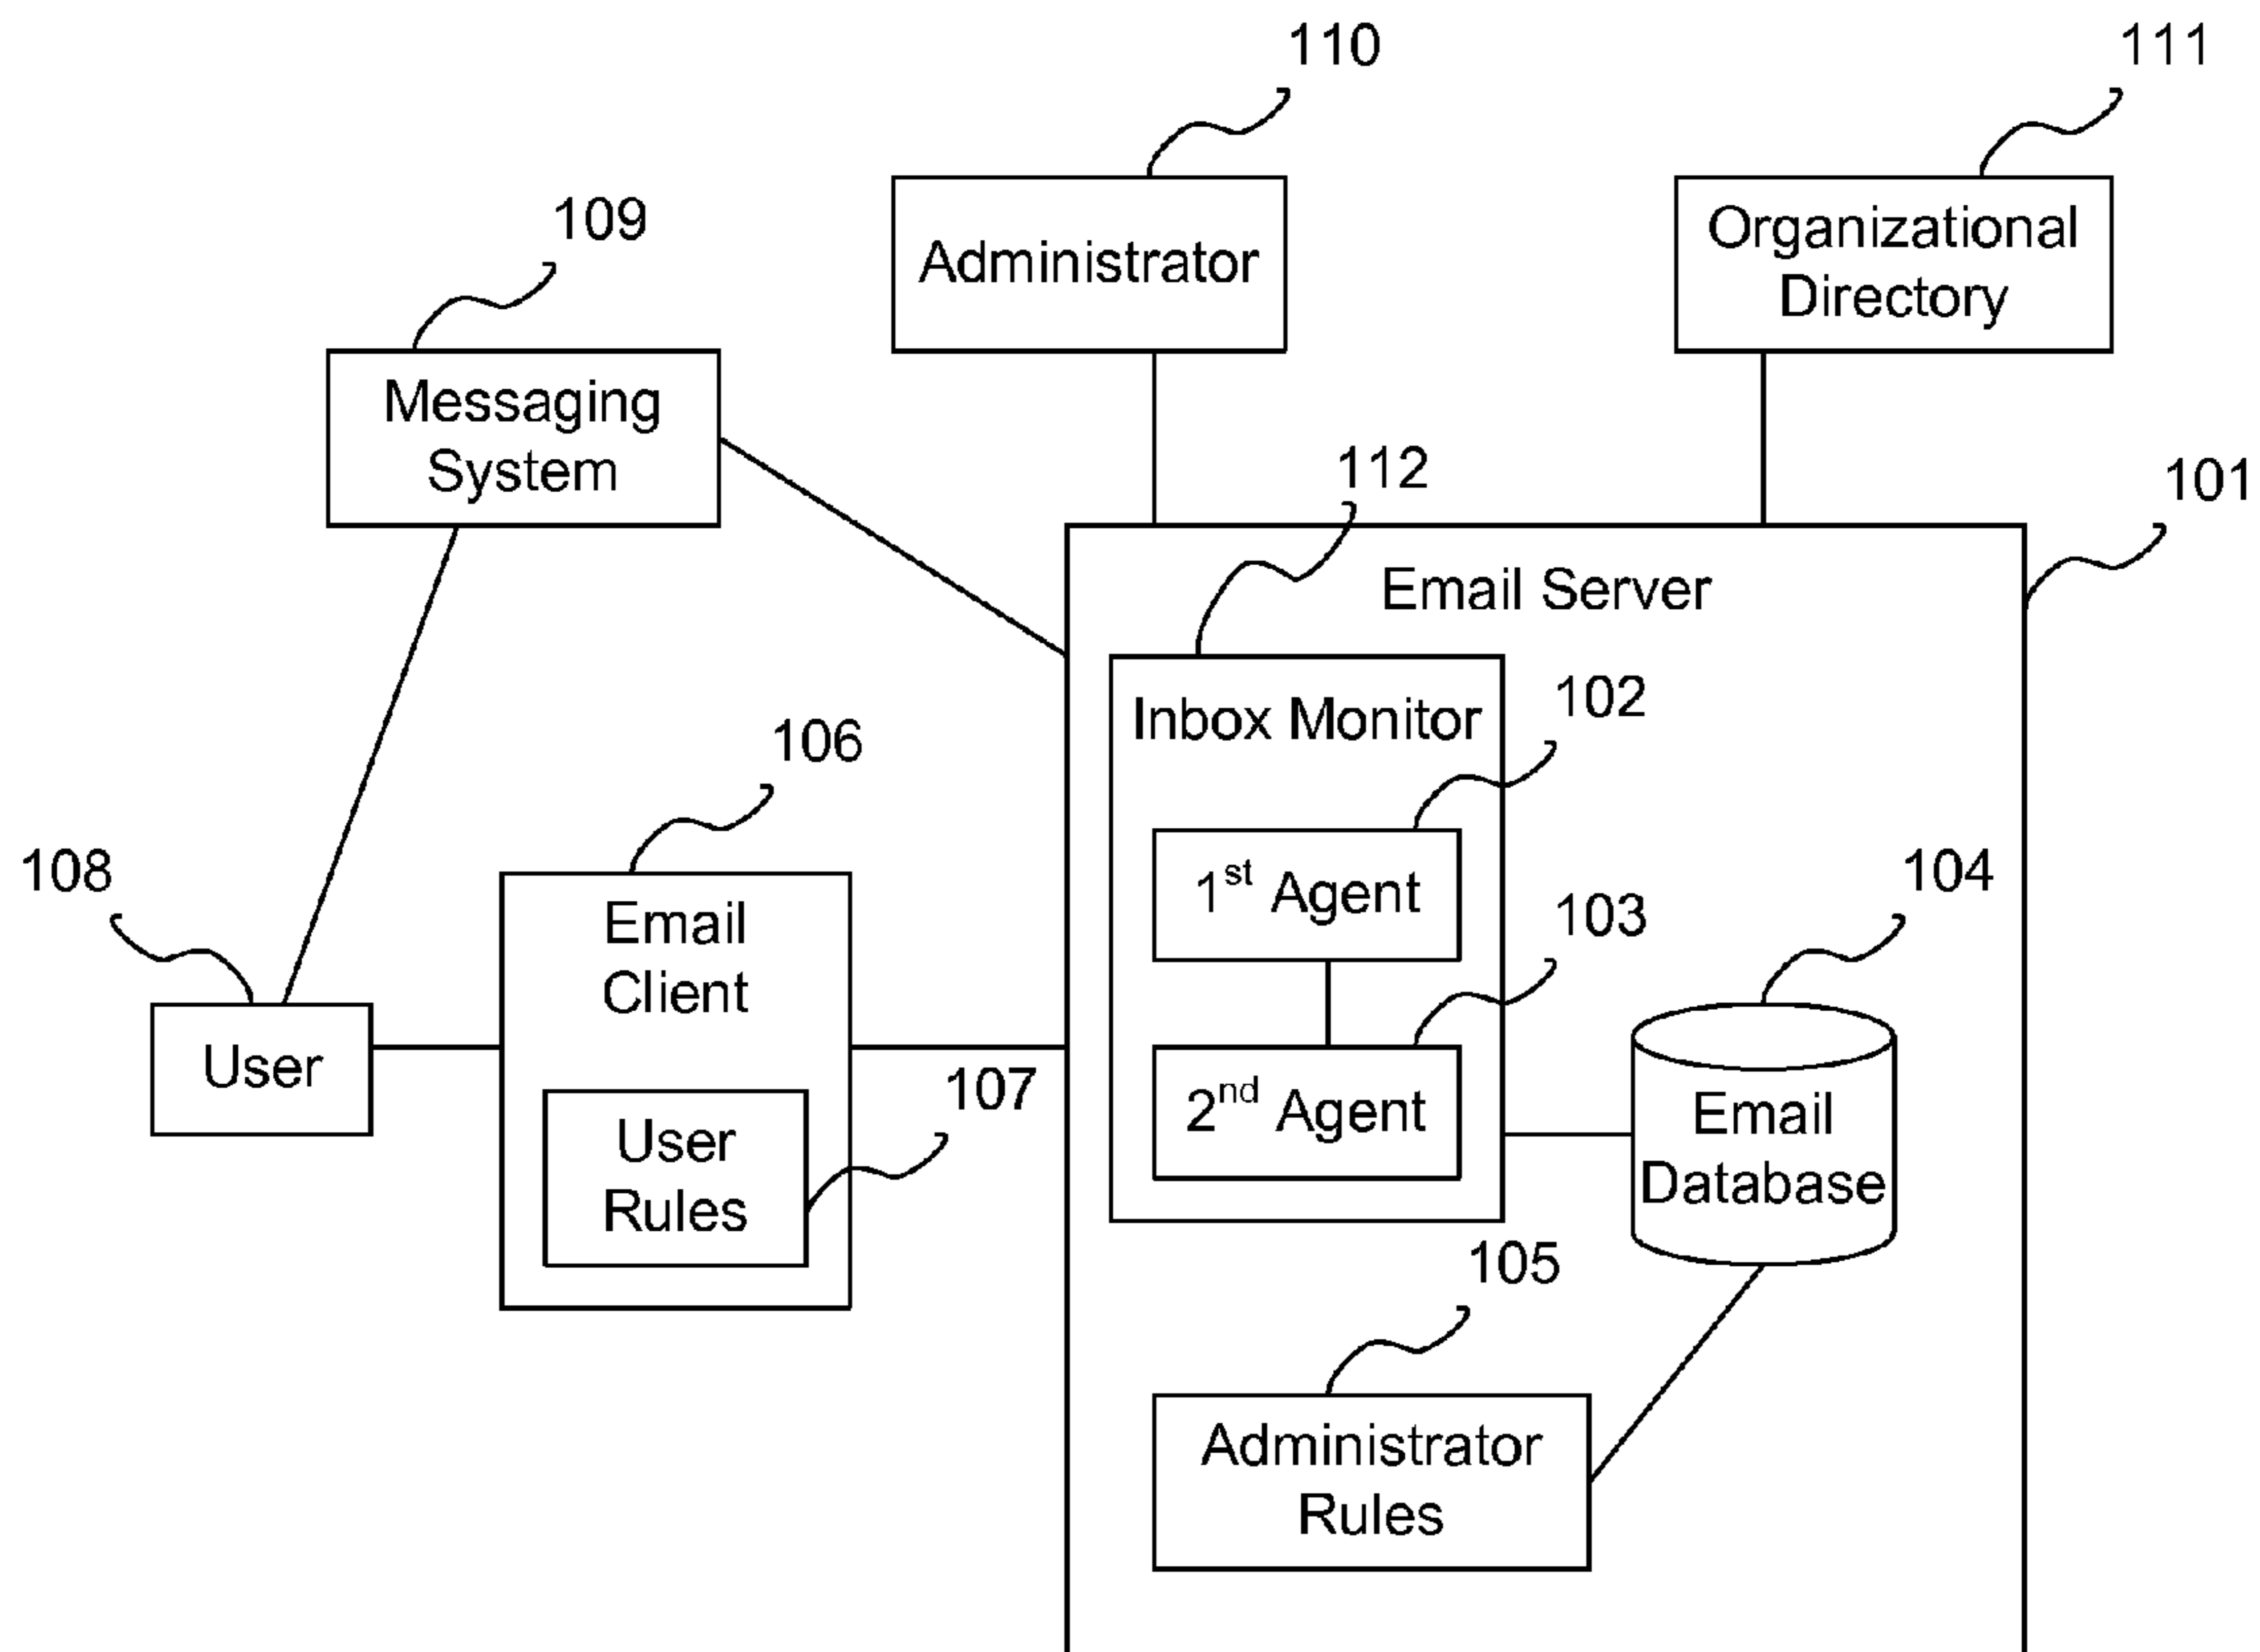 110
111
109
Administrator
Organizational
Directory
Messaging
System
112
101
Email Server
Inbox Monitor
102
106
1st Agent
108
104
Email
Client
103
User
2nd Agent
107
Email
Database
User
Rules
105
Administrator
Rules